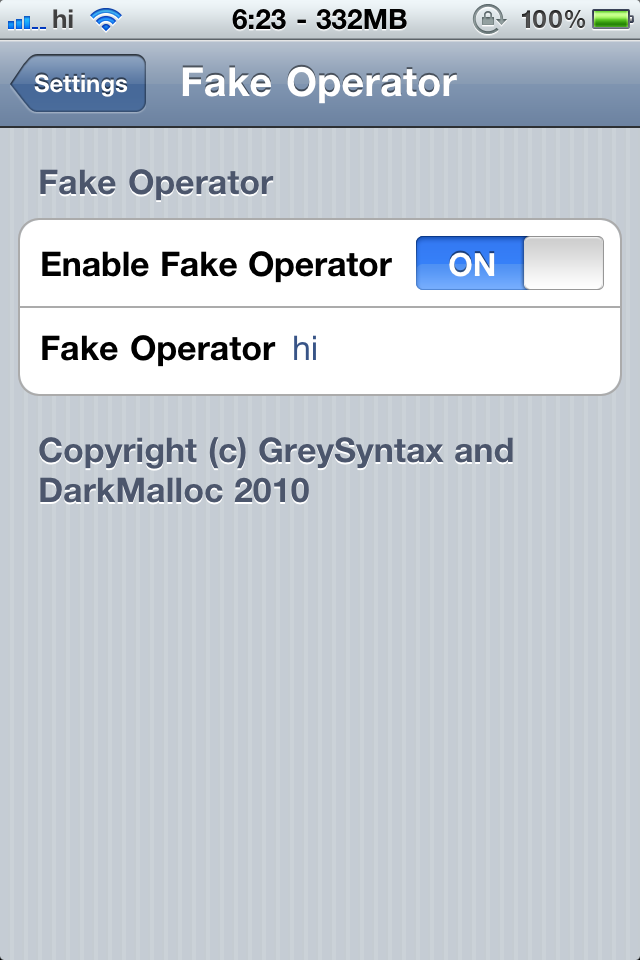 hi 6:23 - 332MB 100%
Settings Fake Operator
Fake Operator
Enable Fake Operator ON
Fake Operator hi
Copyright (c) GreySyntax and
DarkMalloc 2010